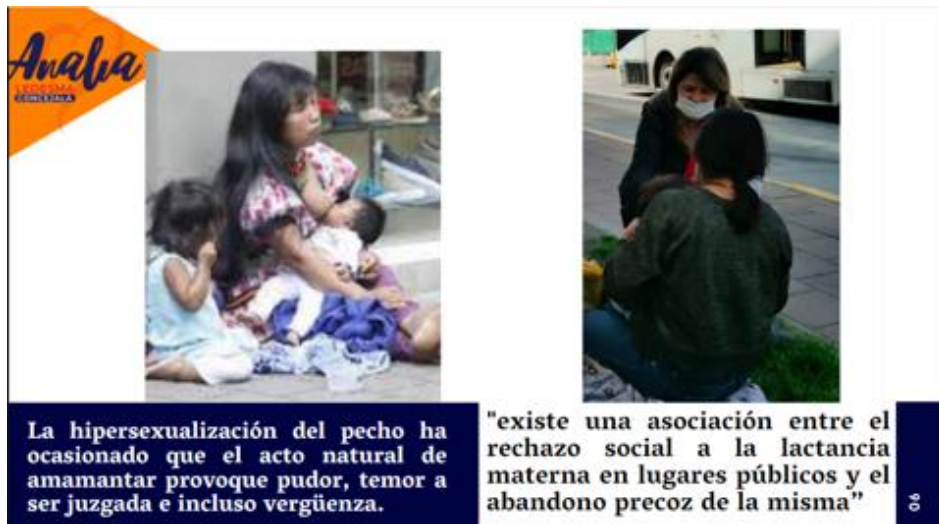 Analia
LEDESMA
CONCEJALA
La hipersexualización del pecho ha
ocasionado que el acto natural de
amamantar provoque pudor, temor a
ser juzgada e incluso vergüenza.
"existe una asociación entre el
rechazo social a la lactancia
materna en lugares públicos y el
abandono precoz de la misma”
06